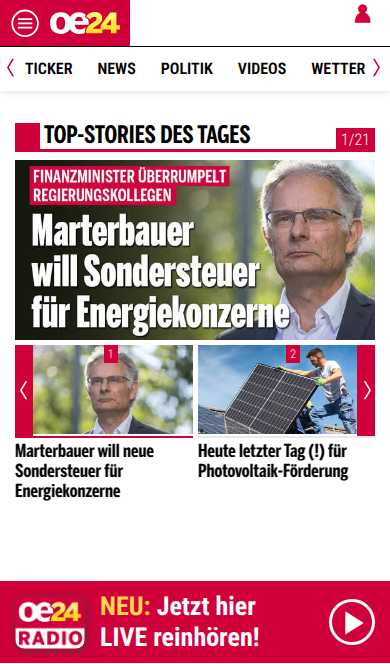 oe24
TICKER NEWS POLITIK VIDEOS WETTER
TOP-STORIES DES TAGES
1/21
FINANZMINISTER ÜBERRUMPELT
REGIERUNGSKOLLEGEN
Marterbauer
will Sondersteuer
für Energiekonzerne
1
2
Marterbauer will neue
Sondersteuer für
Energiekonzerne
Heute letzter Tag (!) für
Photovoltaik-Förderung
oe24
RADIO
NEU: Jetzt hier
LIVE reinhören!